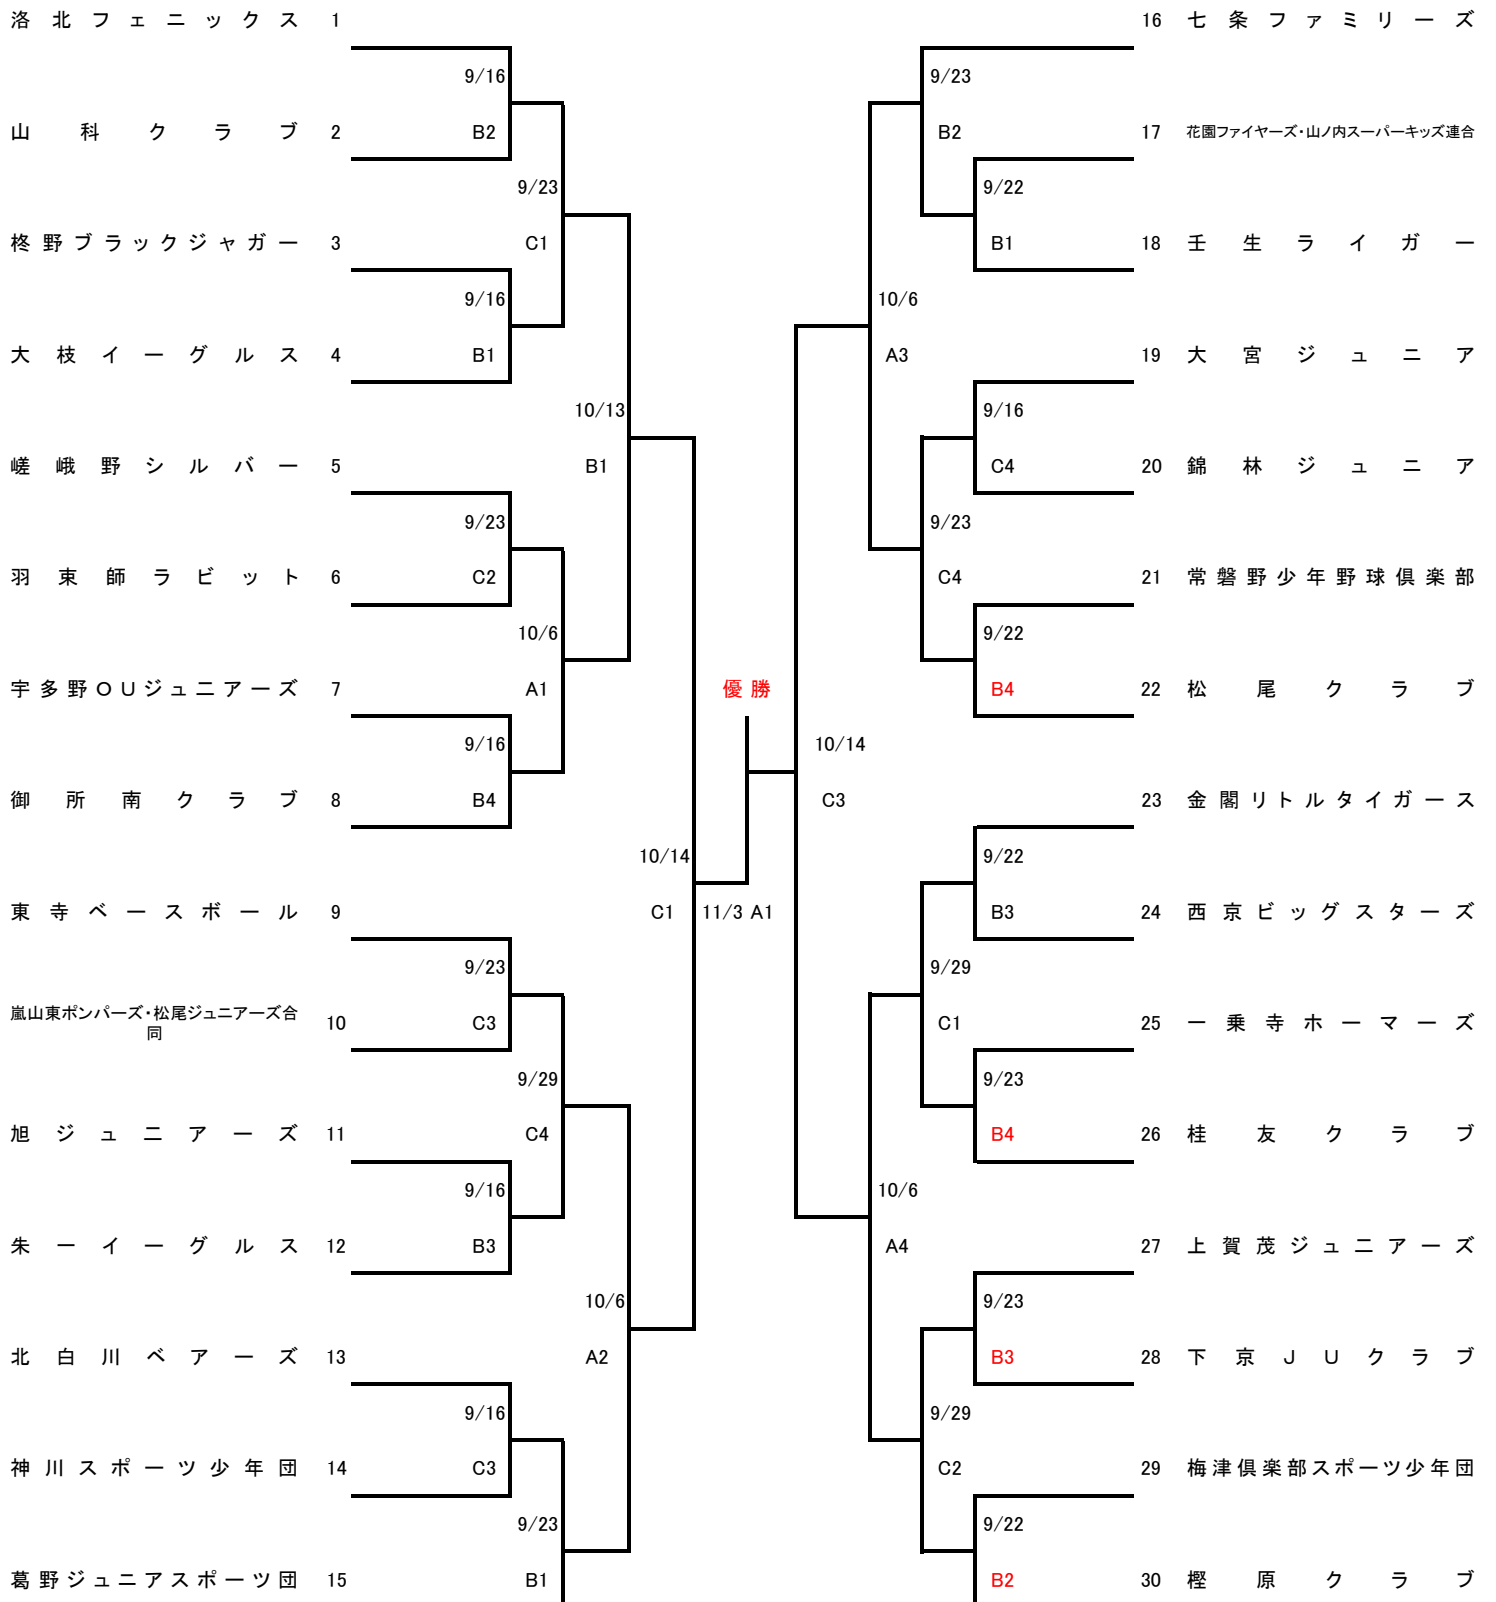 洛北フェニックス 1
9/16
山科クラブ 2
B2
9/23
柊野ブラックジャガー 3
C1
9/16
大枝イーグルス 4
B1
10/13
嵯峨野シルバー 5
B1
9/23
羽束師ラビット 6
C2
10/6
宇多野OUジュニアーズ 7
A1
9/16
御所南クラブ 8
B4
10/14
東寺ベースボール 9
C1
9/23
嵐山東ポンパーズ・松尾ジュニアーズ合
同
10
C3
9/29
旭ジュニアーズ 11
C4
9/16
朱一イーグルス 12
B3
10/6
北白川ベアーズ 13
A2
9/16
神川スポーツ少年団 14
C3
9/23
葛野ジュニアスポーツ団 15
B1
優勝
11/3 A1
16 七条ファミリーズ
9/23
B2
17 花園ファイヤーズ・山ノ内スーパーキッズ連合
9/22
B1
18 壬生ライガー
10/6
A3
19 大宮ジュニア
9/16
C4
20 錦林ジュニア
9/23
C4
21 常磐野少年野球倶楽部
9/22
B4
22 松尾クラブ
10/14
C3
23 金閣リトルタイガース
9/22
B3
24 西京ビッグスターズ
9/29
C1
25 一乗寺ホーマーズ
9/23
B4
26 桂友クラブ
10/6
A4
27 上賀茂ジュニアーズ
9/23
B3
28 下京JUクラブ
9/29
C2
29 梅津倶楽部スポーツ少年団
9/22
B2
30 樫原クラブ